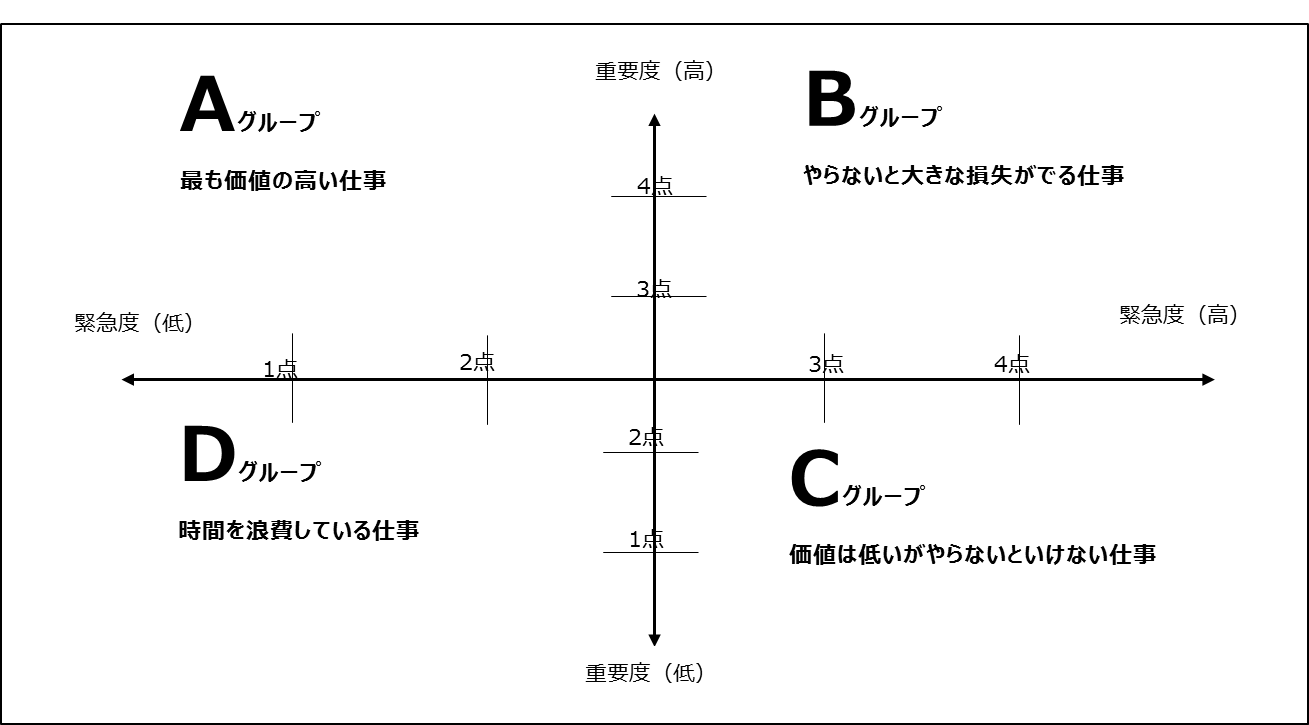 重要度（高）
Aグループ
最も価値の高い仕事
Bグループ
やらないと大きな損失がでる仕事
4点
3点
緊急度（低）
緊急度（高）
1点
2点
3点
4点
Dグループ
時間を浪費している仕事
2点
1点
Cグループ
価値は低いがやらないといけない仕事
重要度（低）